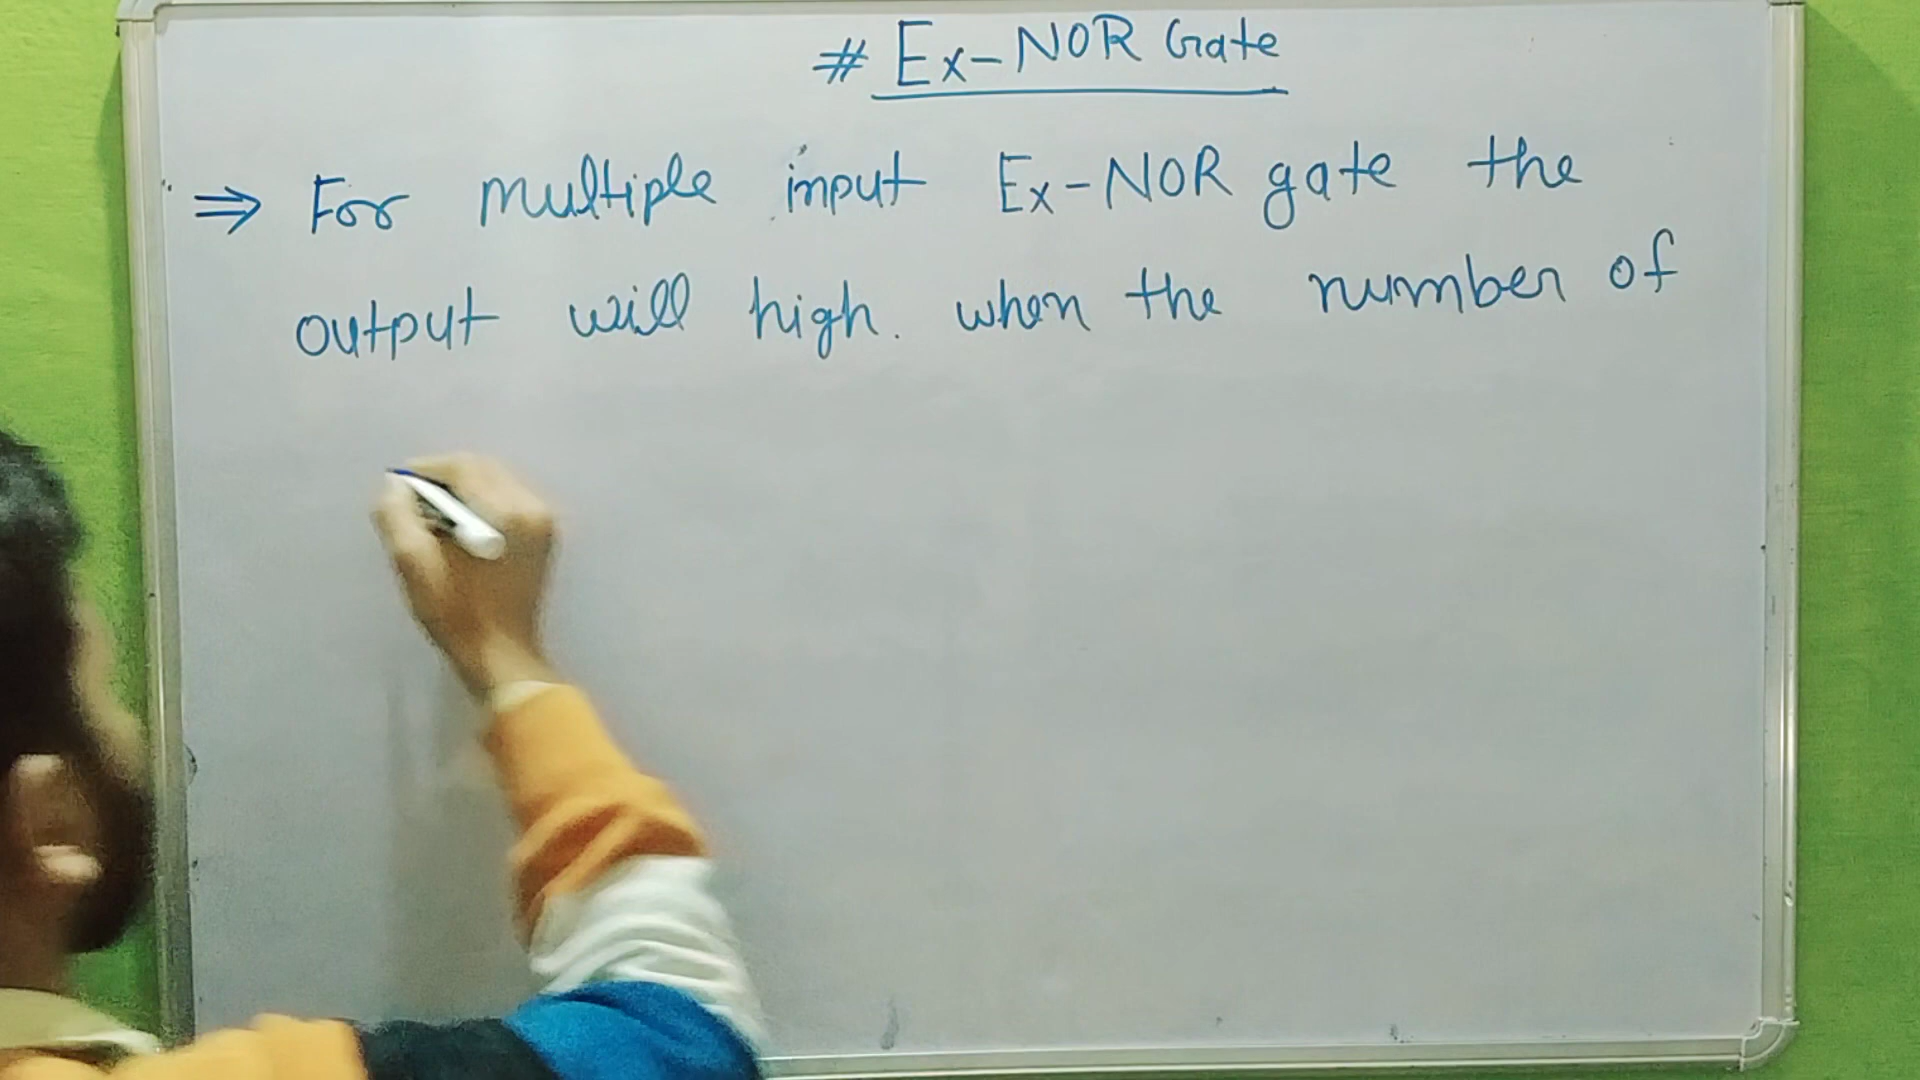 # Ex-NOR Gate
⇒ For multiple input Ex-NOR gate the
output will high. when the number of